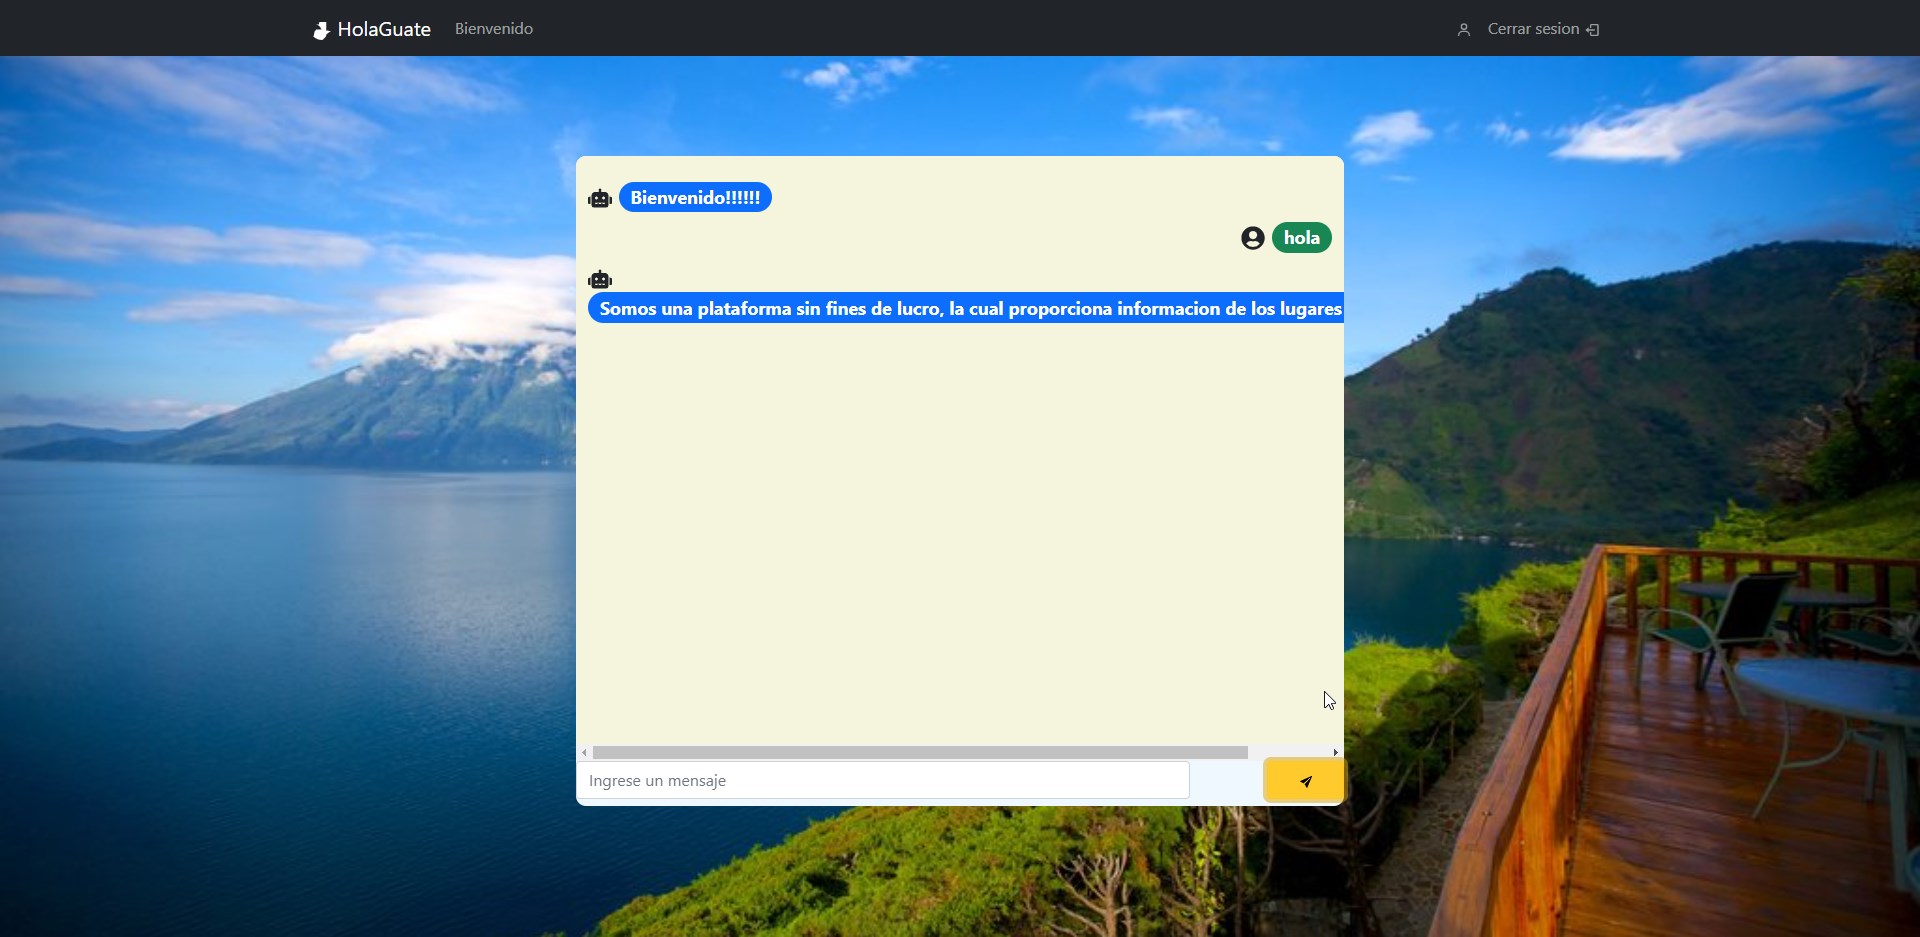 HolaGuate
Bienvenido
Cerrar sesion
Bienvenido!!!!!!
hola
Somos una plataforma sin fines de lucro, la cual proporciona informacion de los lugares
Ingrese un mensaje